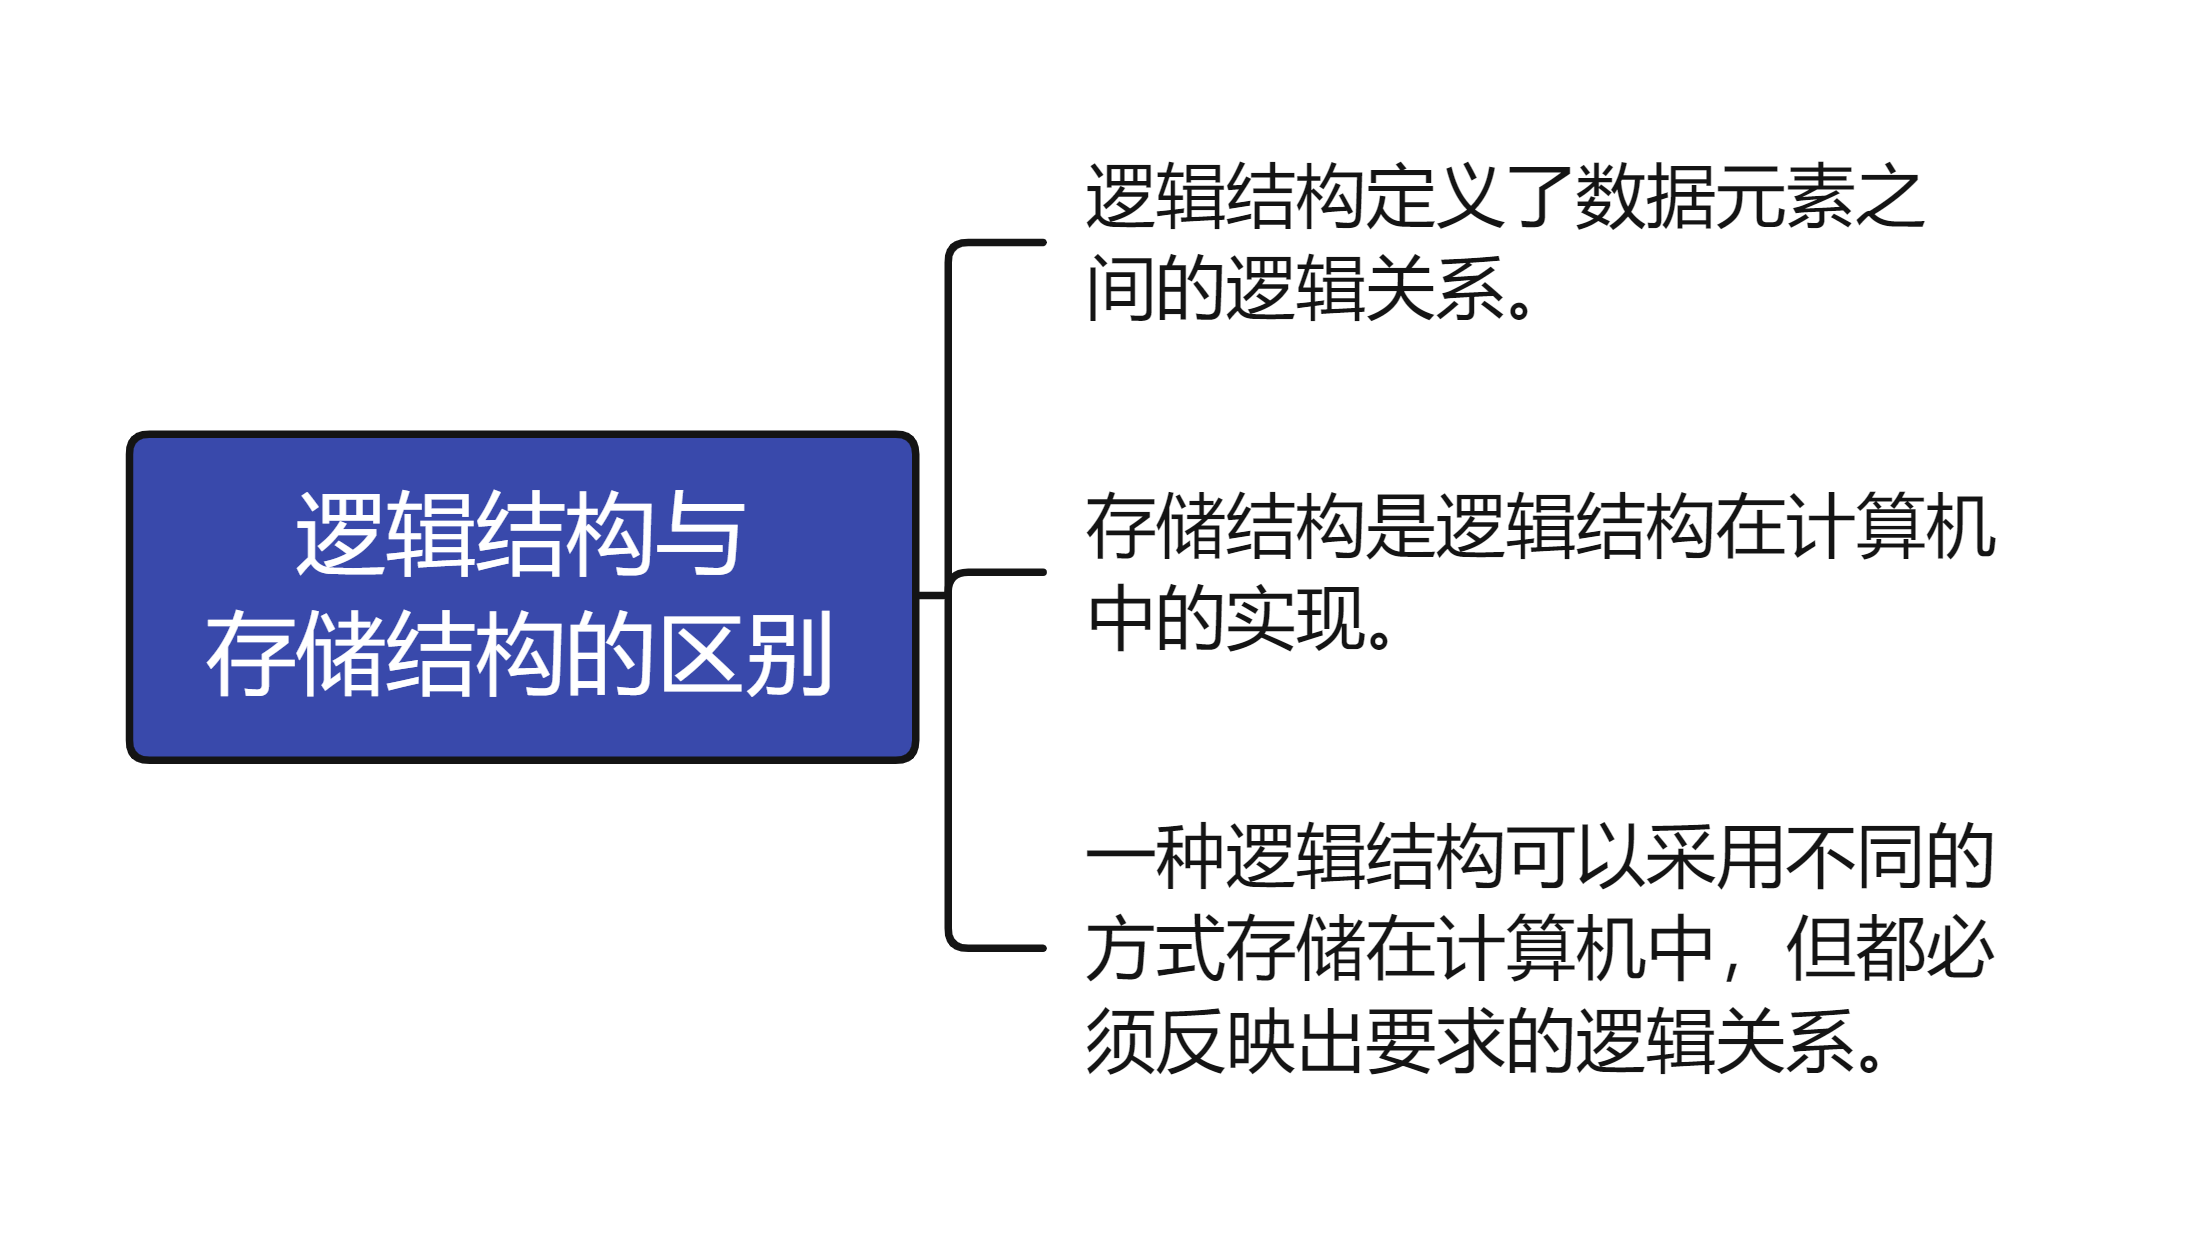 逻辑结构与
存储结构的区别
逻辑结构定义了数据元素之
间的逻辑关系。
存储结构是逻辑结构在计算机
中的实现。
一种逻辑结构可以采用不同的
方式存储在计算机中，但都必
须反映出要求的逻辑关系。